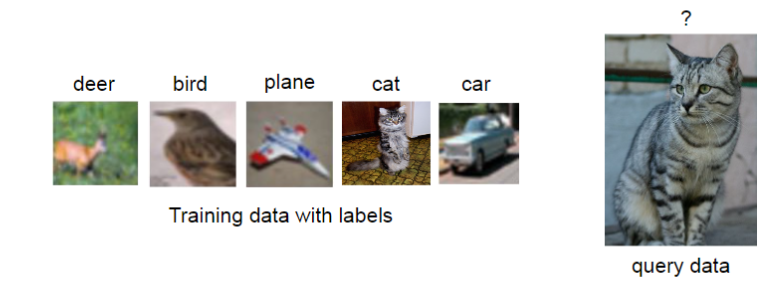 ?
deer bird plane cat car
Training data with labels
query data